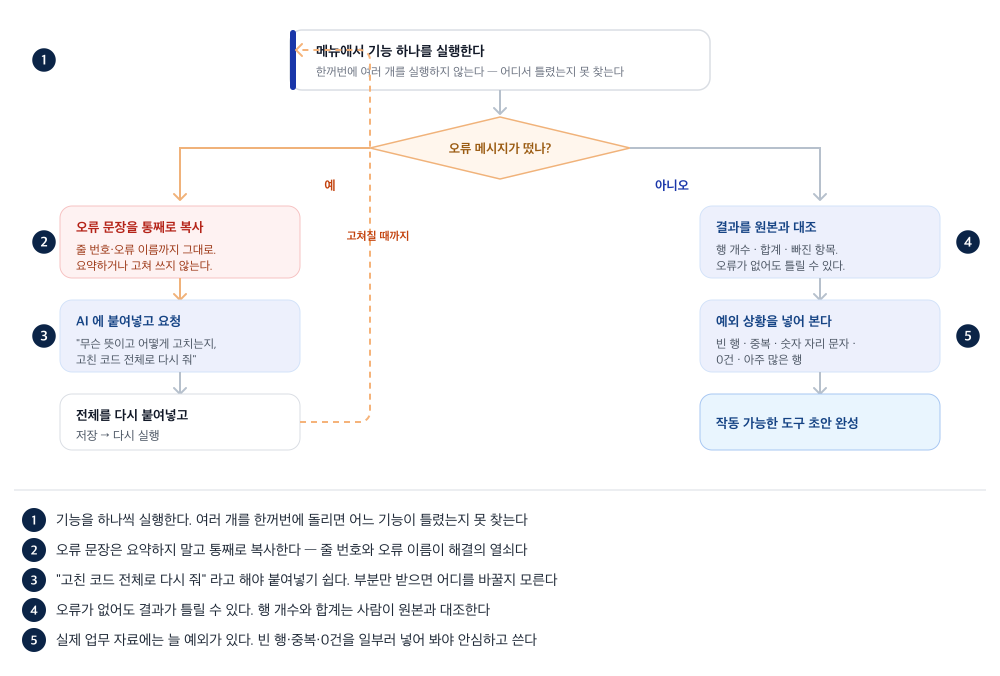 1
메뉴에서 기능 하나를 실행한다
한꺼번에 여러 개를 실행하지 않는다 — 어디서 틀렸는지 못 찾는다
오류 메시지가 떴나?
예
아니오
2
오류 문장을 통째로 복사
줄 번호·오류 이름까지 그대로.
요약하거나 고쳐 쓰지 않는다.
고쳐질 때까지
결과를 원본과 대조
행 개수 · 합계 · 빠진 항목.
오류가 없어도 틀릴 수 있다.
4
3
AI 에 붙여넣고 요청
"무슨 뜻이고 어떻게 고치는지,
고친 코드 전체로 다시 줘"
예외 상황을 넣어 본다
빈 행 · 중복 · 숫자 자리 문자 ·
0건 · 아주 많은 행
5
전체를 다시 붙여넣고
저장 → 다시 실행
작동 가능한 도구 초안 완성
1 기능을 하나씩 실행한다. 여러 개를 한꺼번에 돌리면 어느 기능이 틀렸는지 못 찾는다
2 오류 문장은 요약하지 말고 통째로 복사한다 — 줄 번호와 오류 이름이 해결의 열쇠다
3 "고친 코드 전체로 다시 줘" 라고 해야 붙여넣기 쉽다. 부분만 받으면 어디를 바꿀지 모른다
4 오류가 없어도 결과가 틀릴 수 있다. 행 개수와 합계는 사람이 원본과 대조한다
5 실제 업무 자료에는 늘 예외가 있다. 빈 행·중복·0건을 일부러 넣어 봐야 안심하고 쓴다